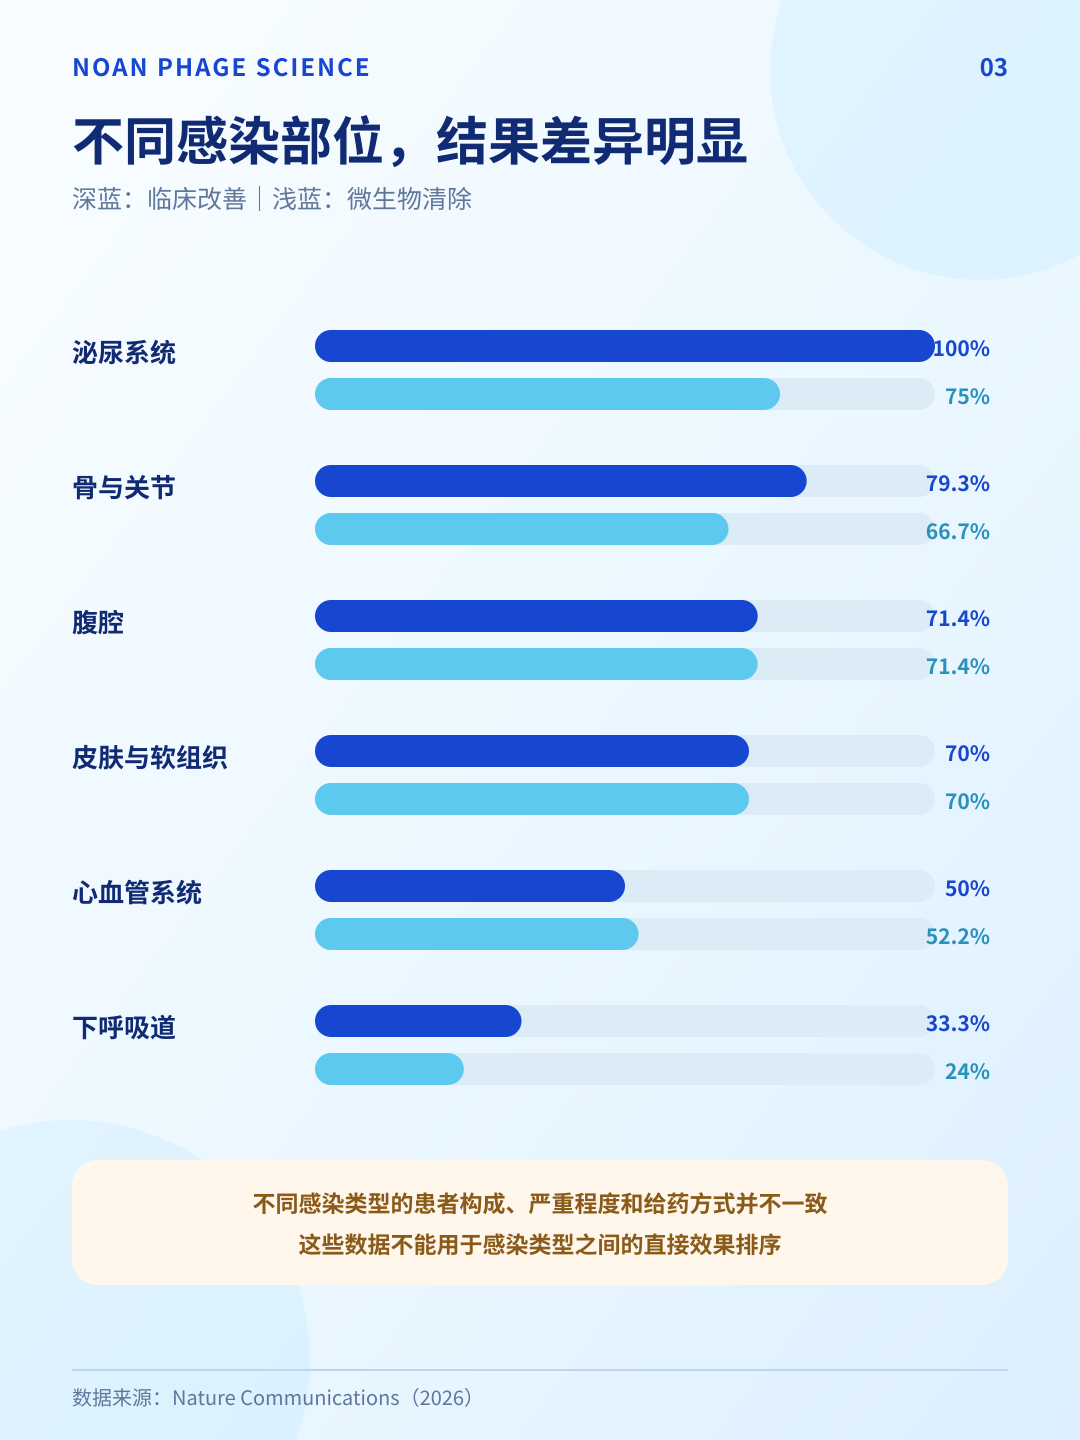 NOAN PHAGE SCIENCE
03
不同感染部位，结果差异明显
深蓝：临床改善｜浅蓝：微生物清除
泌尿系统
100%
75%
骨与关节
79.3%
66.7%
腹腔
71.4%
71.4%
皮肤与软组织
70%
70%
心血管系统
50%
52.2%
下呼吸道
33.3%
24%
不同感染类型的患者构成、严重程度和给药方式并不一致
这些数据不能用于感染类型之间的直接效果排序
数据来源：Nature Communications（2026）